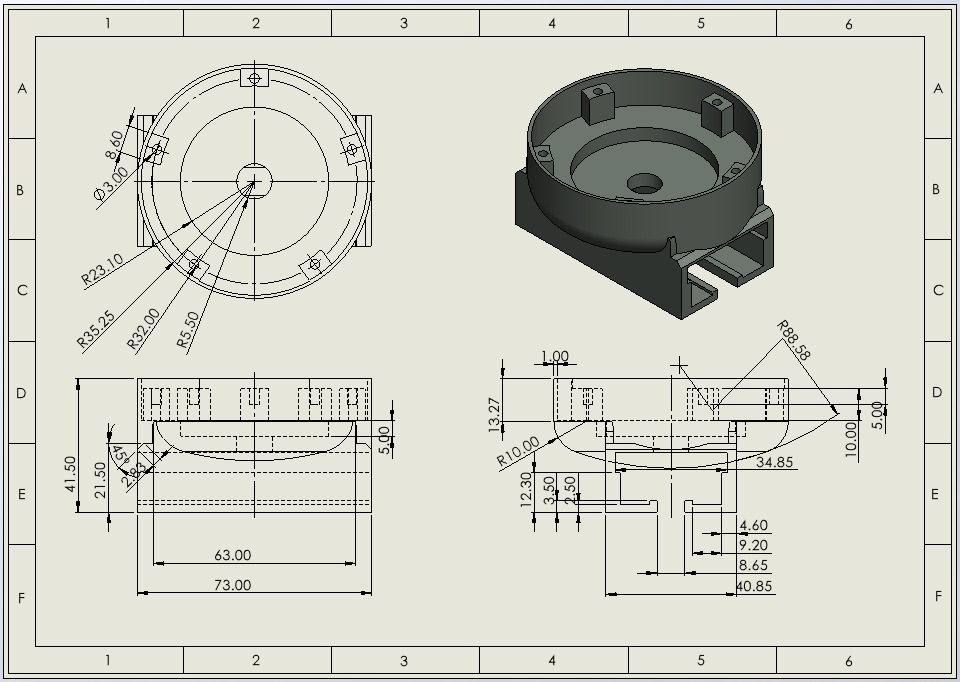 1 2 3 4 5 6
A A
8.60
Ø3.00
B B
R23.10
R35.25
R32.00
R5.50
C C
R88.58
1.00
D D
13.27
5.00
10.00
5.00
R10.00
45°
2.83
34.85
41.50
21.50
12.30
3.50
2.50
E E
4.60
9.20
8.65
63.00
73.00
40.85
F F
1 2 3 4 5 6